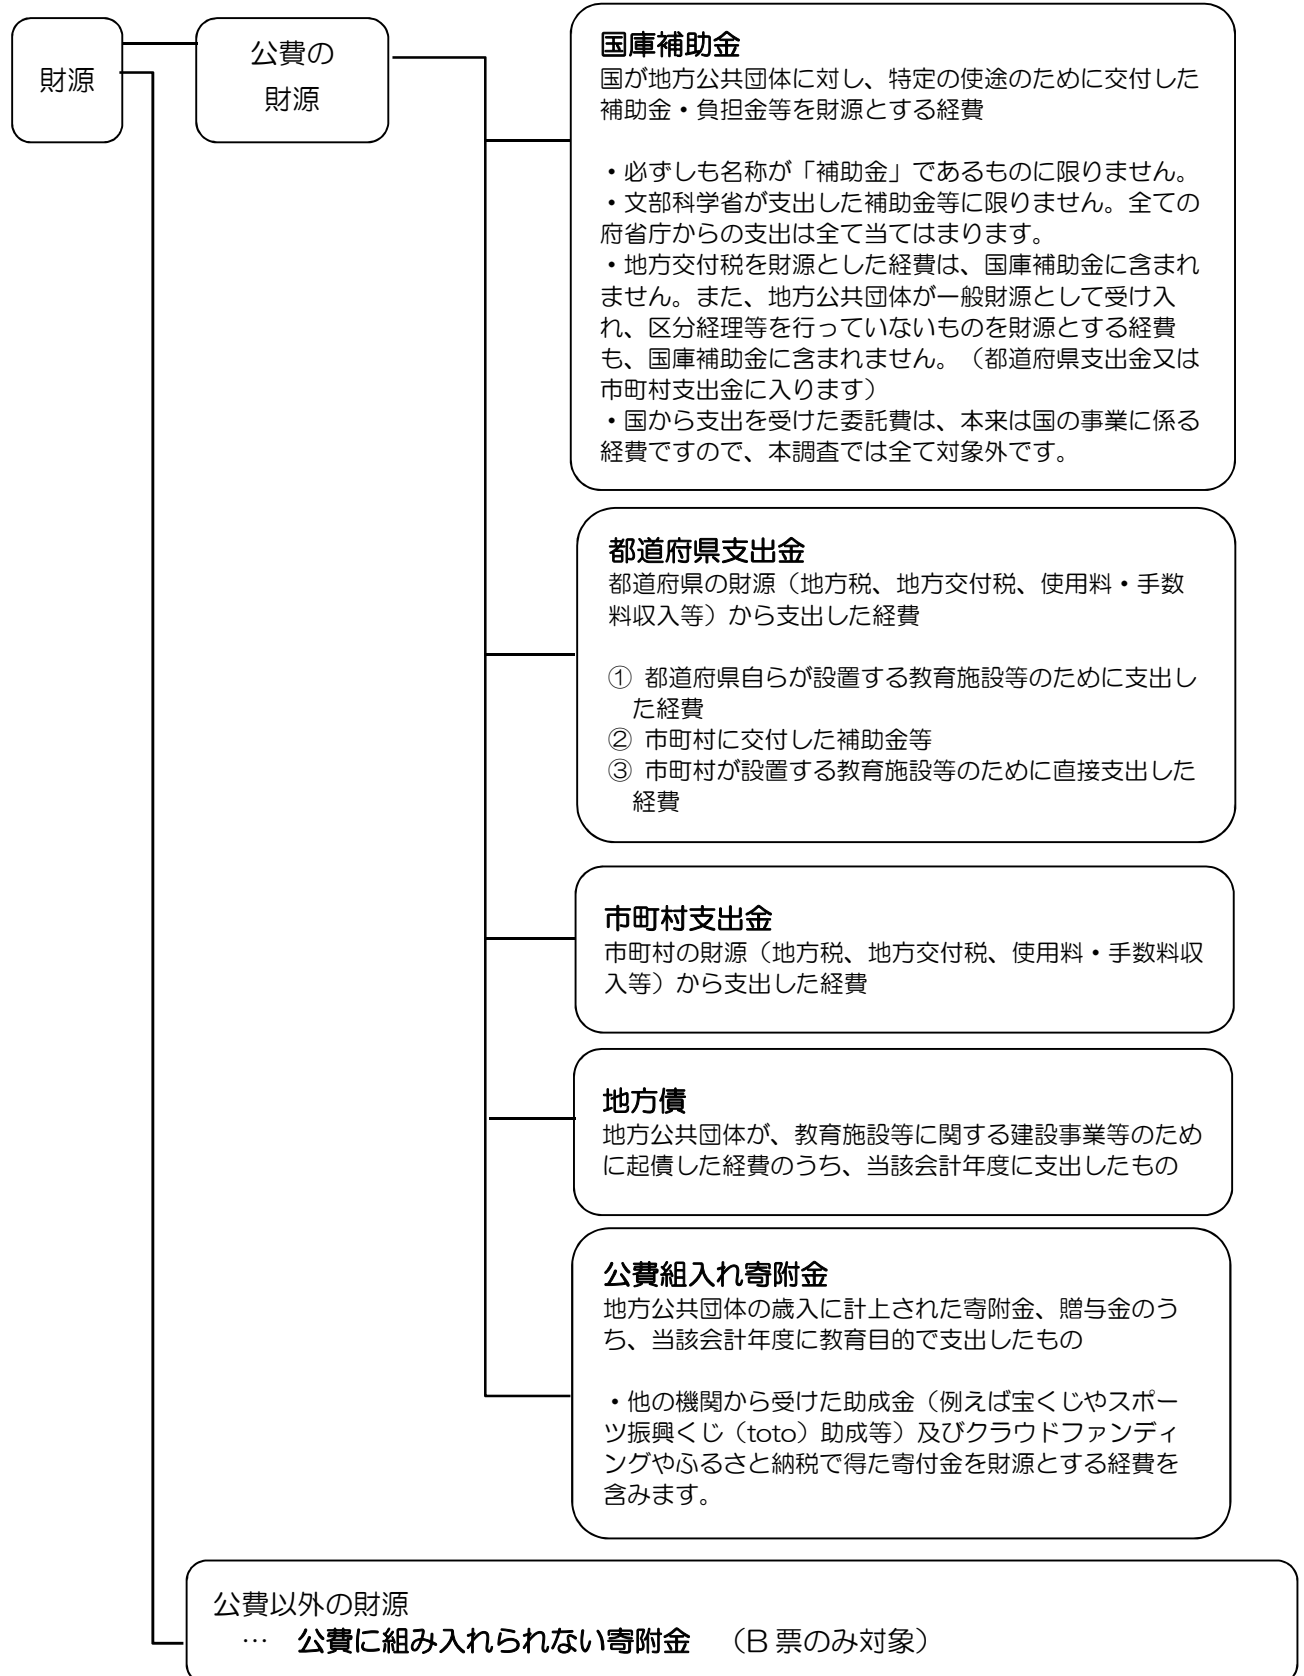 財源
公費の
財源
国庫補助金
国が地方公共団体に対し、特定の使途のために交付した
補助金・負担金等を財源とする経費
・必ずしも名称が「補助金」であるものに限りません。
・文部科学省が支出した補助金等に限りません。全ての
府省庁からの支出は全て当てはまります。
・地方交付税を財源とした経費は、国庫補助金に含まれ
ません。また、地方公共団体が一般財源として受け入
れ、区分経理等を行っていないものを財源とする経費
も、国庫補助金に含まれません。（都道府県支出金又は
市町村支出金に入ります）
・国から支出を受けた委託費は、本来は国の事業に係る
経費ですので、本調査では全て対象外です。
都道府県支出金
都道府県の財源（地方税、地方交付税、使用料・手数
料収入等）から支出した経費
① 都道府県自らが設置する教育施設等のために支出し
た経費
② 市町村に交付した補助金等
③ 市町村が設置する教育施設等のために直接支出した
経費
市町村支出金
市町村の財源（地方税、地方交付税、使用料・手数料収
入等）から支出した経費
地方債
地方公共団体が、教育施設等に関する建設事業等のため
に起債した経費のうち、当該会計年度に支出したもの
公費組入れ寄附金
地方公共団体の歳入に計上された寄附金、贈与金のう
ち、当該会計年度に教育目的で支出したもの
・他の機関から受けた助成金（例えば宝くじやスポー
ツ振興くじ（toto）助成等）及びクラウドファンディ
ングやふるさと納税で得た寄付金を財源とする経費を
含みます。
公費以外の財源
… 公費に組み入れられない寄附金 （B 票のみ対象）